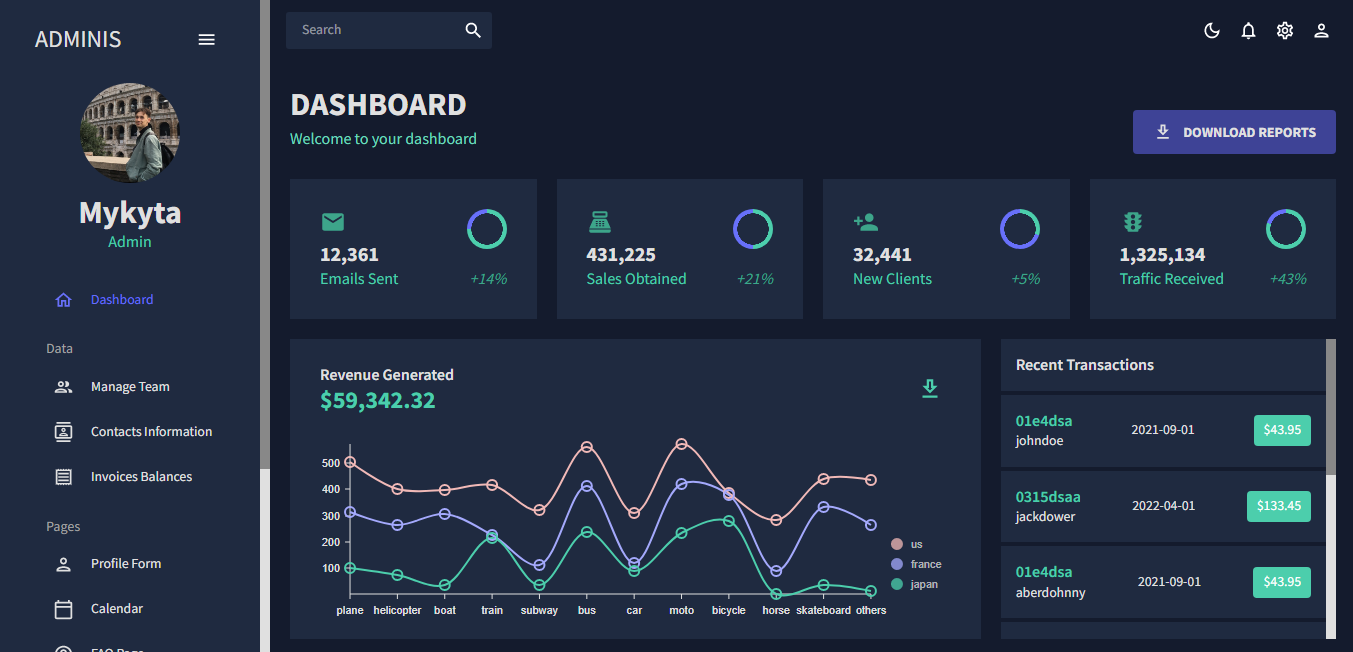 ADMINIS
Mykyta
Admin
Dashboard
Data
Manage Team
Contacts Information
Invoices Balances
Pages
Profile Form
Calendar
FAQ Page
Search
DASHBOARD
Welcome to your dashboard
DOWNLOAD REPORTS
12,361
Emails Sent +14%
431,225
Sales Obtained +21%
32,441
New Clients +5%
1,325,134
Traffic Received +43%
Revenue Generated
$59,342.32
500
400
300
200
100
plane helicopter boat train subway bus car moto bicycle horse skateboard others
us
france
japan
Recent Transactions
01e4dsa
johndoe
2021-09-01
$43.95
0315dsaa
jackdower
2022-04-01
$133.45
01e4dsa
aberdohnny
2021-09-01
$43.95